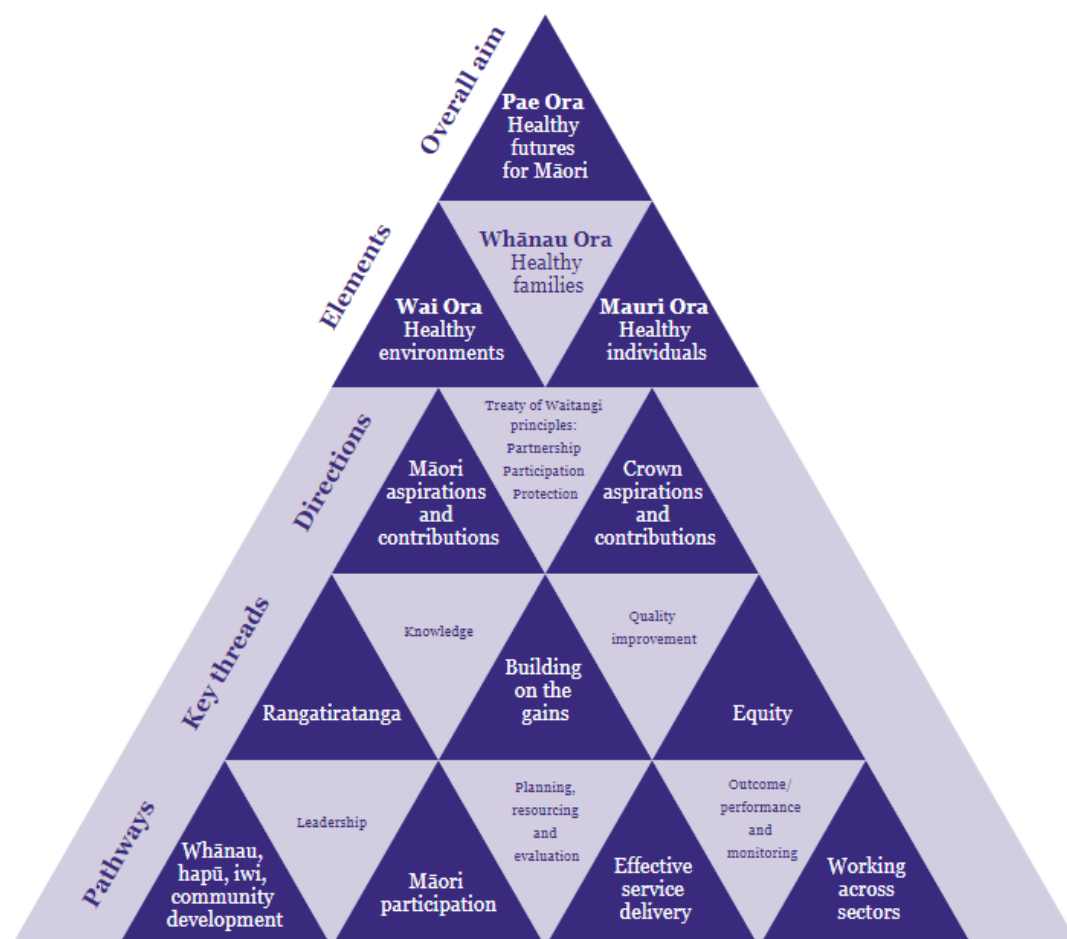 Overall aim
Pae Ora
Healthy
futures
for Māori
Elements
Whānau Ora
Healthy
families
Wai Ora
Healthy
environments
Mauri Ora
Healthy
individuals
Directions
Treaty of Waitangi
principles:
Partnership
Participation
Protection
Māori
aspirations
and
contributions
Crown
aspirations
and
contributions
Key threads
Rangatiratanga
Knowledge
Building
on the
gains
Quality
improvement
Equity
Pathways
Whānau,
hapū, iwi,
community
development
Leadership
Māori
participation
Planning,
resourcing
and
evaluation
Effective
service
delivery
Outcome/
performance
and
monitoring
Working
across
sectors